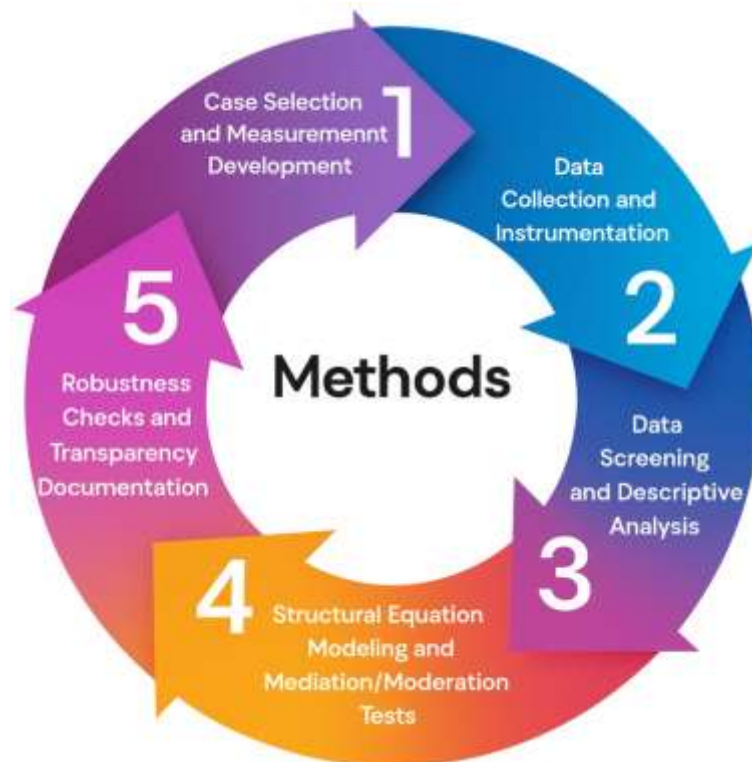 1
Case Selection
and Measuremennt
Development
Data
Collection and
Instrumentation
2
Data
Screening
and Descriptive
Analysis
3
Structural Equation
Modeling and
Mediation/Moderation
Tests
4
Robustness
Checks and
Transparency
Documentation
5
Methods